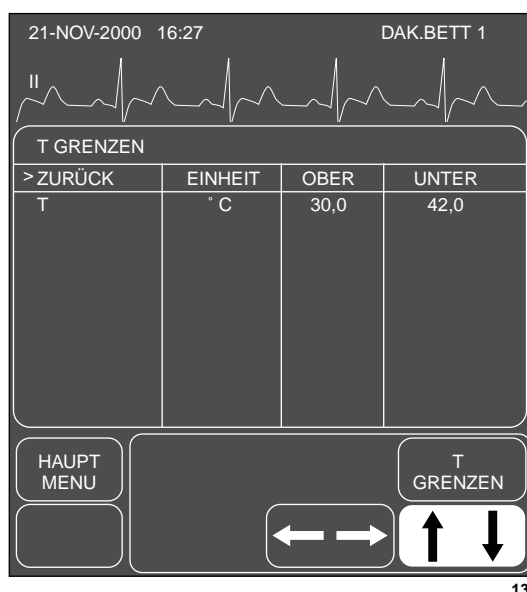 21-NOV-2000 16:27 DAK.BETT 1
II
T GRENZEN
>ZURÜCK EINHEIT OBER UNTER
T ° C 30,0 42,0
HAUPT
MENU
T
GRENZEN
13